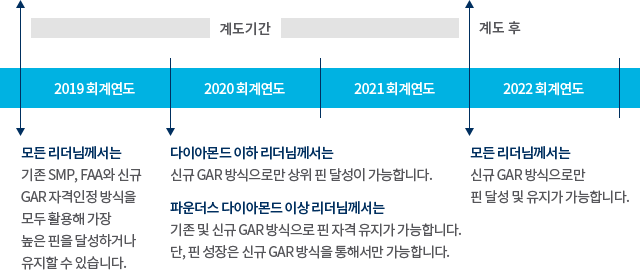 계도기간
계도 후
2019 회계연도
2020 회계연도
2021 회계연도
2022 회계연도
모든 리더님께서는
기존 SMP, FAA와 신규
GAR 자격인정 방식을
모두 활용해 가장
높은 핀을 달성하거나
유지할 수 있습니다.
다이아몬드 이하 리더님께서는
신규 GAR 방식으로만 상위 핀 달성이 가능합니다.
파운더스 다이아몬드 이상 리더님께서는
기존 및 신규 GAR 방식으로 핀 자격 유지가 가능합니다.
단, 핀 성장은 신규 GAR 방식을 통해서만 가능합니다.
모든 리더님께서는
신규 GAR 방식으로만
핀 달성 및 유지가 가능합니다.